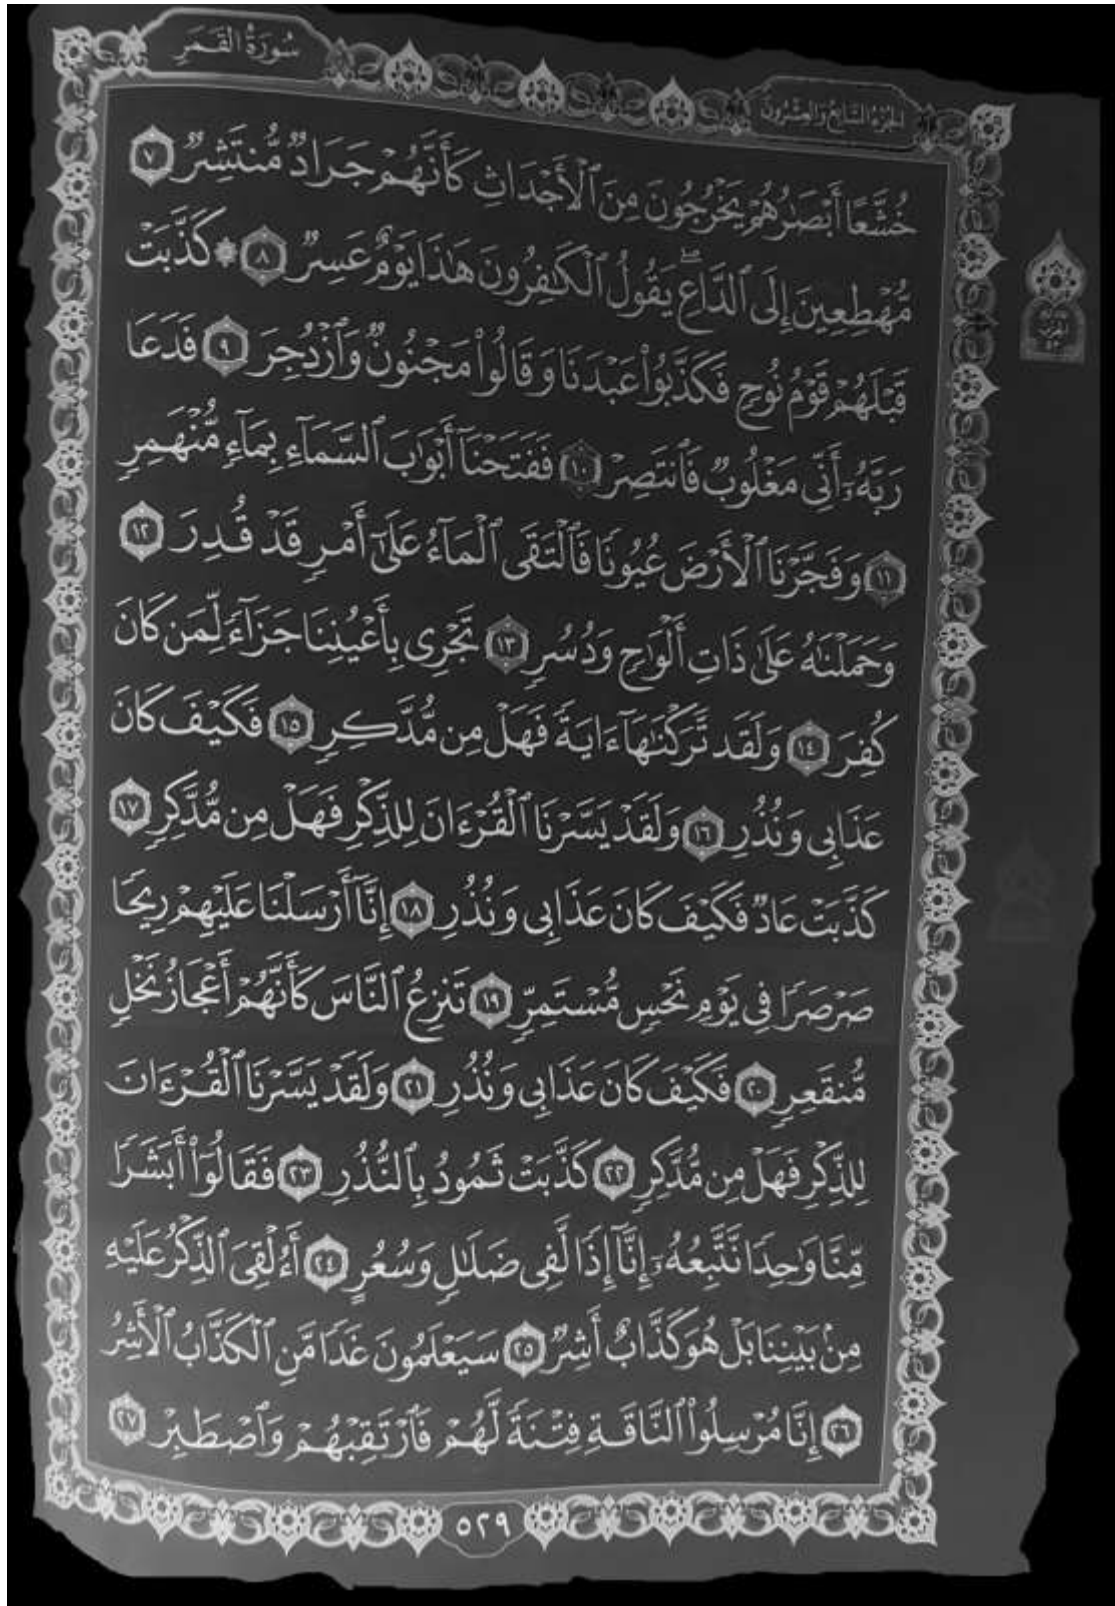 سُورَةُ القَمَرِ
الجزء السابع والعشرون
خُشَّعًا أَبْصَٰرُهُمْ يَخْرُجُونَ مِنَ ٱلْأَجْدَاثِ كَأَنَّهُمْ جَرَادٌ مُّنتَشِرٌ ٧
مُّهْطِعِينَ إِلَى ٱلدَّاعِ ۖ يَقُولُ ٱلْكَٰفِرُونَ هَٰذَا يَوْمٌ عَسِرٌ ٨ ۞ كَذَّبَتْ
قَبْلَهُمْ قَوْمُ نُوحٍ فَكَذَّبُوا۟ عَبْدَنَا وَقَالُوا۟ مَجْنُونٌ وَٱزْدُجِرَ ٩ فَدَعَا
رَبَّهُۥٓ أَنِّى مَغْلُوبٌ فَٱنتَصِرْ ١٠ فَفَتَحْنَآ أَبْوَٰبَ ٱلسَّمَآءِ بِمَآءٍ مُّنْهَمِرٍ
١١ وَفَجَّرْنَا ٱلْأَرْضَ عُيُونًا فَٱلْتَقَى ٱلْمَآءُ عَلَىٰٓ أَمْرٍ قَدْ قُدِرَ ١٢
وَحَمَلْنَٰهُ عَلَىٰ ذَاتِ أَلْوَٰحٍ وَدُسُرٍ ١٣ تَجْرِى بِأَعْيُنِنَا جَزَآءً لِّمَن كَانَ
كُفِرَ ١٤ وَلَقَد تَّرَكْنَٰهَآ ءَايَةً فَهَلْ مِن مُّدَّكِرٍ ١٥ فَكَيْفَ كَانَ
عَذَابِى وَنُذُرِ ١٦ وَلَقَدْ يَسَّرْنَا ٱلْقُرْءَانَ لِلذِّكْرِ فَهَلْ مِن مُّدَّكِرٍ ١٧
كَذَّبَتْ عَادٌ فَكَيْفَ كَانَ عَذَابِى وَنُذُرِ ١٨ إِنَّآ أَرْسَلْنَا عَلَيْهِمْ رِيحًا
صَرْصَرًا فِى يَوْمِ نَحْسٍ مُّسْتَمِرٍّ ١٩ تَنزِعُ ٱلنَّاسَ كَأَنَّهُمْ أَعْجَازُ نَخْلٍ
مُّنقَعِرٍ ٢٠ فَكَيْفَ كَانَ عَذَابِى وَنُذُرِ ٢١ وَلَقَدْ يَسَّرْنَا ٱلْقُرْءَانَ
لِلذِّكْرِ فَهَلْ مِن مُّدَّكِرٍ ٢٢ كَذَّبَتْ ثَمُودُ بِٱلنُّذُرِ ٢٣ فَقَالُوٓا۟ أَبَشَرًا
مِّنَّا وَٰحِدًا نَّتَّبِعُهُۥٓ إِنَّآ إِذًا لَّفِى ضَلَٰلٍ وَسُعُرٍ ٢٤ أَءُلْقِىَ ٱلذِّكْرُ عَلَيْهِ
مِنۢ بَيْنِنَا بَلْ هُوَ كَذَّابٌ أَشِرٌ ٢٥ سَيَعْلَمُونَ غَدًا مَّنِ ٱلْكَذَّابُ ٱلْأَشِرُ
٢٦ إِنَّا مُرْسِلُوا۟ ٱلنَّاقَةِ فِتْنَةً لَّهُمْ فَٱرْتَقِبْهُمْ وَٱصْطَبِرْ ٢٧
٥٢٩